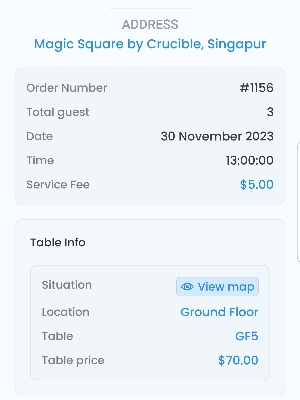 ADDRESS
Magic Square by Crucible, Singapur
Order Number #1156
Total guest 3
Date 30 November 2023
Time 13:00:00
Service Fee $5.00
Table Info
Situation View map
Location Ground Floor
Table GF5
Table price $70.00